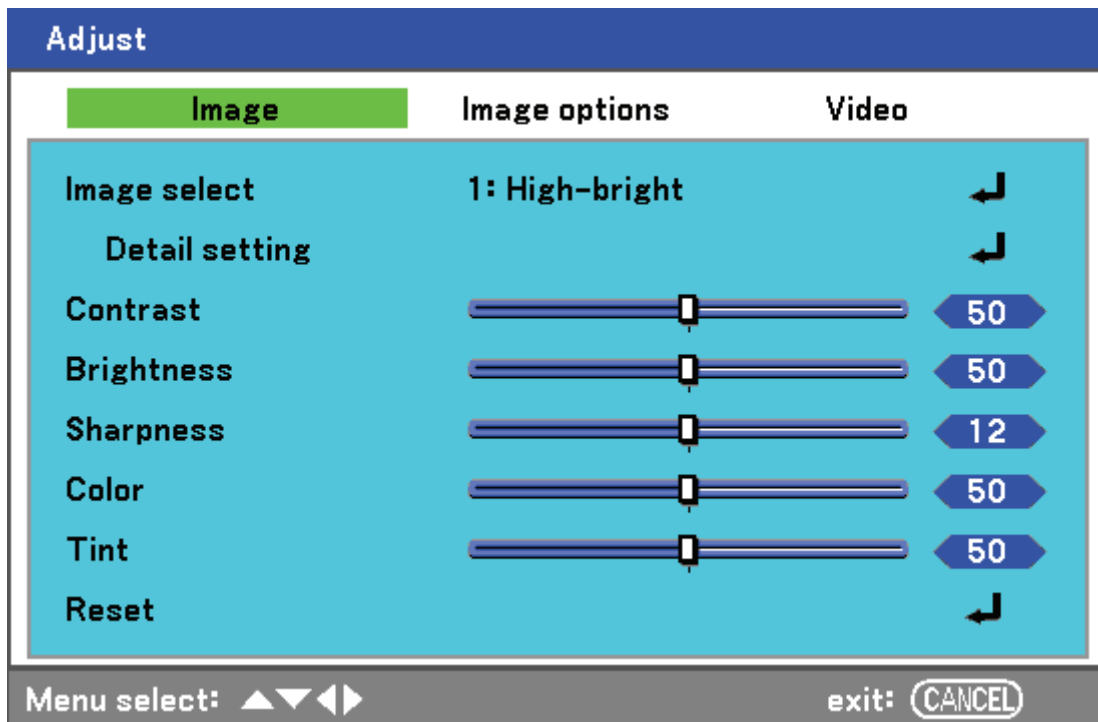 Adjust
Image Image options Video
Image select 1: High-bright
Detail setting
Contrast 50
Brightness 50
Sharpness 12
Color 50
Tint 50
Reset
Menu select: exit: CANCEL